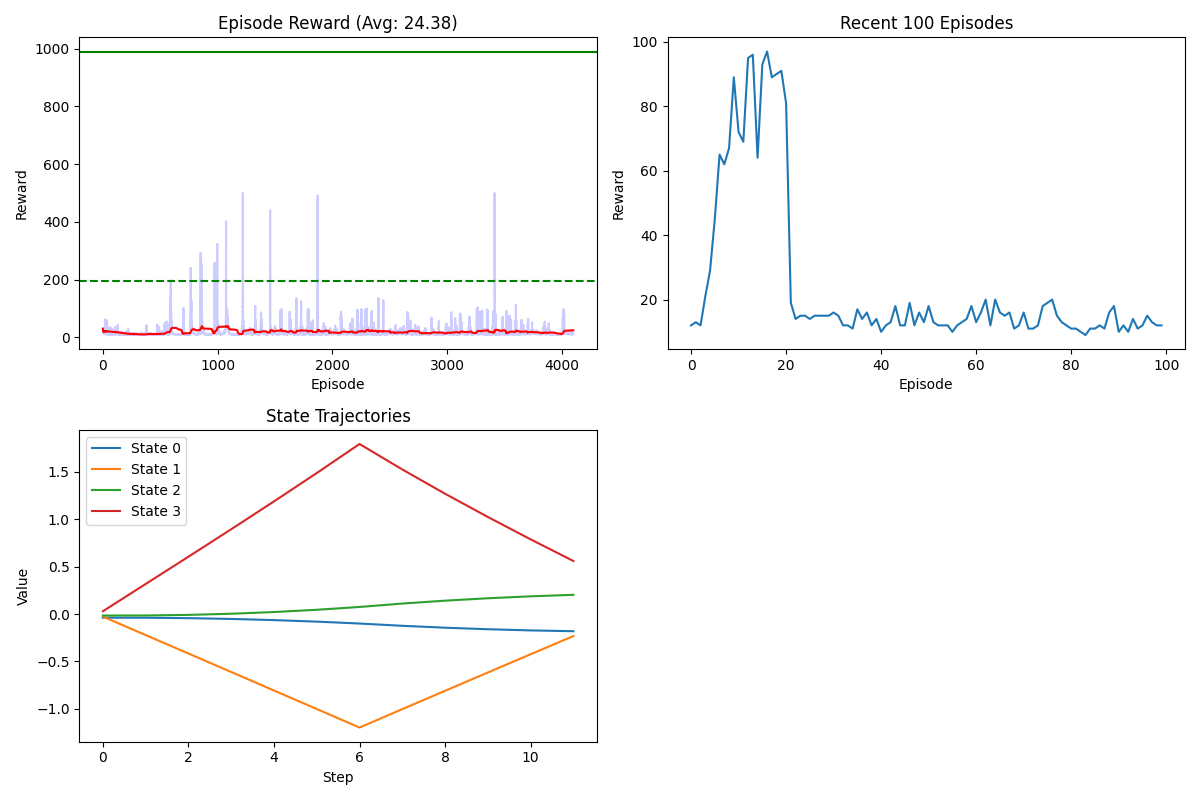 Episode Reward (Avg: 24.38)
1000
800
600
400
200
0
Reward
0 1000 2000 3000 4000
Episode
Recent 100 Episodes
100
80
60
40
20
Reward
0 20 40 60 80 100
Episode
State Trajectories
State 0
State 1
State 2
State 3
1.5
1.0
0.5
0.0
−0.5
−1.0
Value
0 2 4 6 8 10
Step